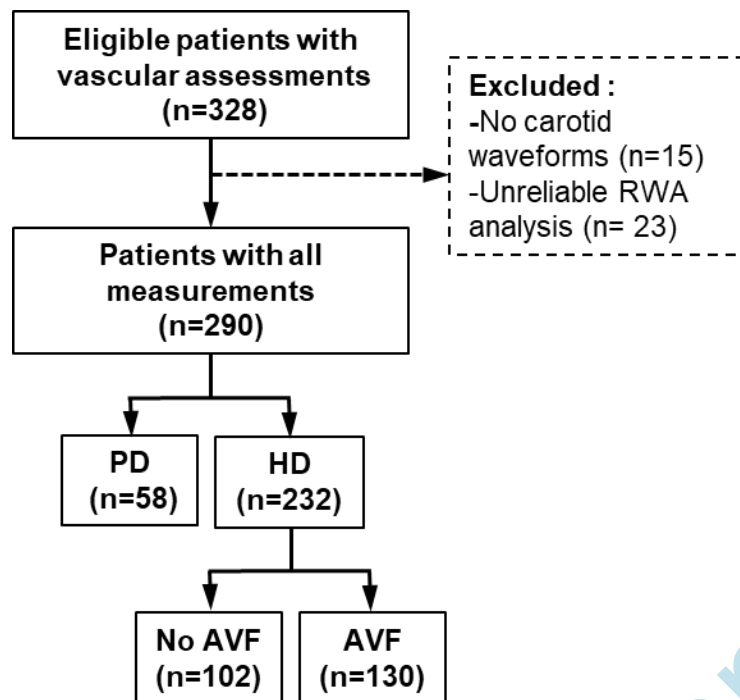 Eligible patients with
vascular assessments
(n=328)
Excluded :
-No carotid
waveforms (n=15)
-Unreliable RWA
analysis (n= 23)
Patients with all
measurements
(n=290)
PD
(n=58)
HD
(n=232)
No AVF
(n=102)
AVF
(n=130)